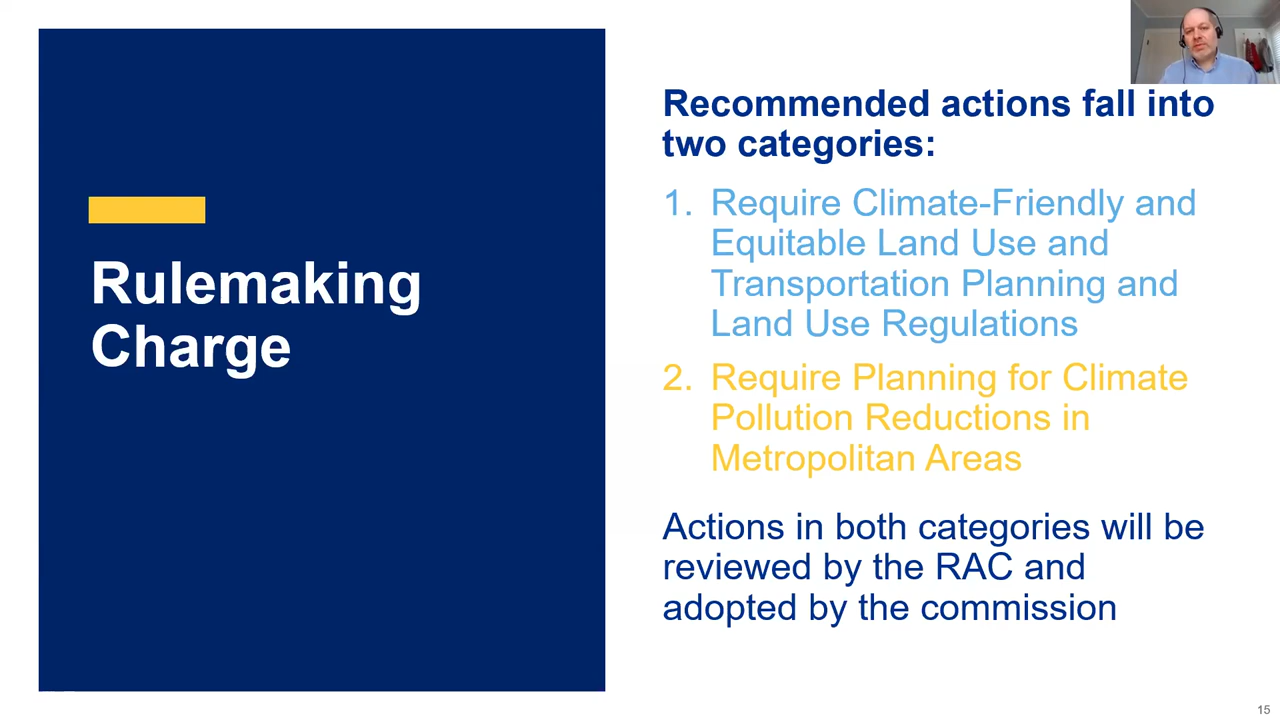 Rulemaking
Charge
Recommended actions fall into
two categories:
1. Require Climate-Friendly and
Equitable Land Use and
Transportation Planning and
Land Use Regulations
2. Require Planning for Climate
Pollution Reductions in
Metropolitan Areas
Actions in both categories will be
reviewed by the RAC and
adopted by the commission
15